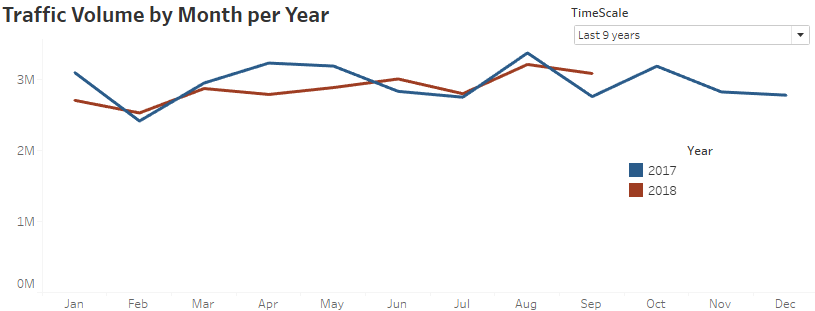 Traffic Volume by Month per Year
TimeScale
Last 9 years
3M
2M
1M
0M
Year
2017
2018
Jan Feb Mar Apr May Jun Jul Aug Sep Oct Nov Dec